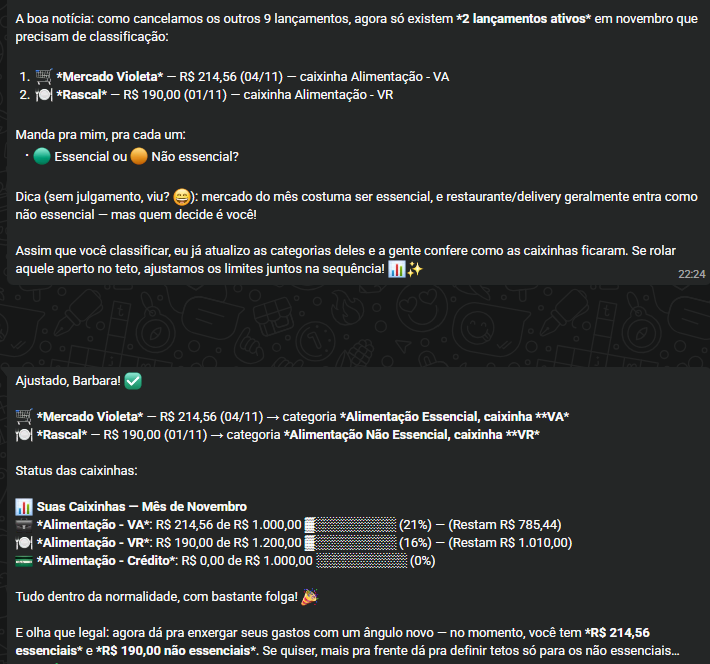 A boa notícia: como cancelamos os outros 9 lançamentos, agora só existem *2 lançamentos ativos* em novembro que
precisam de classificação:
1. 🛒 *Mercado Violeta* — R$ 214,56 (04/11) — caixinha Alimentação - VA
2. 🍽️ *Rascal* — R$ 190,00 (01/11) — caixinha Alimentação - VR
Manda pra mim, pra cada um:
· 🟢 Essencial ou 🟠 Não essencial?
Dica (sem julgamento, viu? 😄): mercado do mês costuma ser essencial, e restaurante/delivery geralmente entra como
não essencial — mas quem decide é você!
Assim que você classificar, eu já atualizo as categorias deles e a gente confere como as caixinhas ficaram. Se rolar
aquele aperto no teto, ajustamos os limites juntos na sequência! 📊✨
22:24
Ajustado, Barbara! ✅
🛒 *Mercado Violeta* — R$ 214,56 (04/11) → categoria *Alimentação Essencial, caixinha **VA*
🍽️ *Rascal* — R$ 190,00 (01/11) → categoria *Alimentação Não Essencial, caixinha **VR*
Status das caixinhas:
📊 Suas Caixinhas — Mês de Novembro
*Alimentação - VA*: R$ 214,56 de R$ 1.000,00 ▓░░░░░░░░░ (21%) — (Restam R$ 785,44)
🍽️ *Alimentação - VR*: R$ 190,00 de R$ 1.200,00 ▓░░░░░░░░░ (16%) — (Restam R$ 1.010,00)
💳 *Alimentação - Crédito*: R$ 0,00 de R$ 1.000,00 ░░░░░░░░░░ (0%)
Tudo dentro da normalidade, com bastante folga! 🎉
E olha que legal: agora dá pra enxergar seus gastos com um ângulo novo — no momento, você tem *R$ 214,56
essenciais* e *R$ 190,00 não essenciais*. Se quiser, mais pra frente dá pra definir tetos só para os não essenciais...